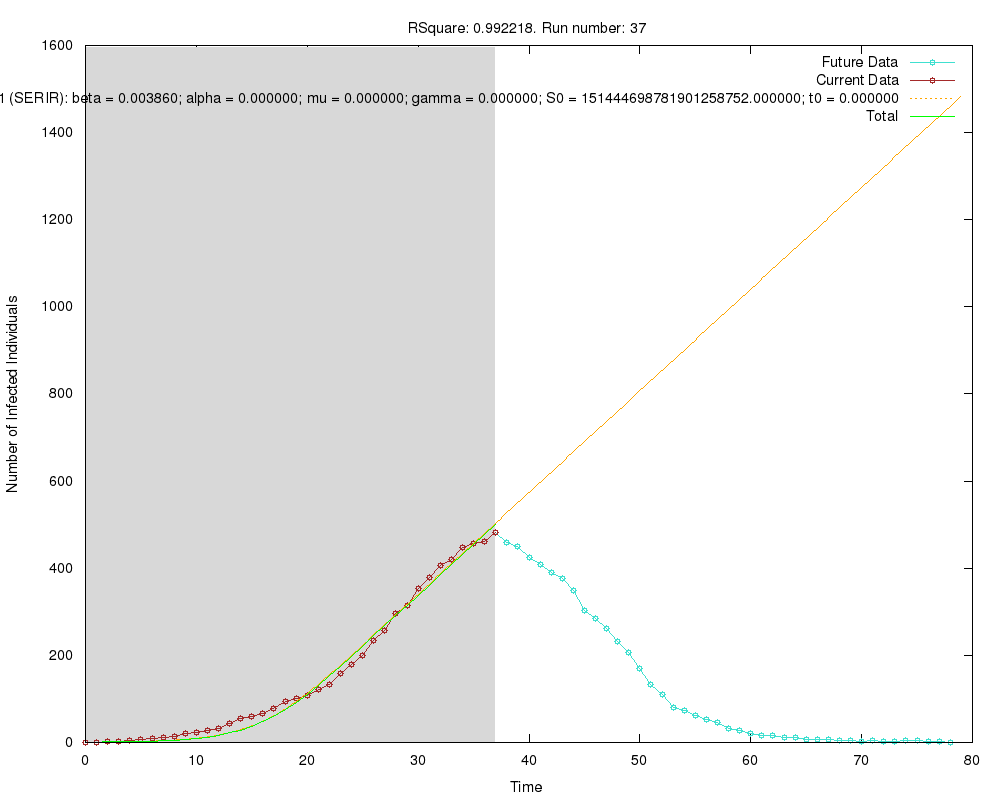 RSquare: 0.992218. Run number: 37
1600
1400
1200
1000
800
600
400
200
0
Number of Infected Individuals
Future Data
Current Data
1 (SERIR): beta = 0.003860; alpha = 0.000000; mu = 0.000000; gamma = 0.000000; S0 = 151444698781901258752.000000; t0 = 0.000000
Total
0
10
20
30
40
50
60
70
80
Time